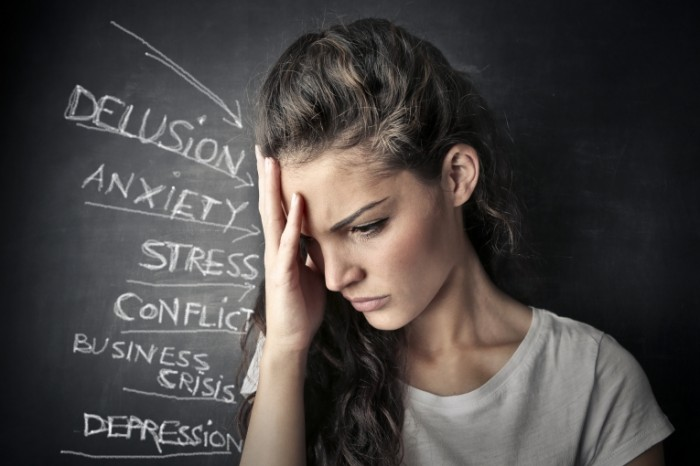 DELUSION
ANXIETY
STRESS
CONFLICT
BUSINESS
CRISIS
DEPRESSION